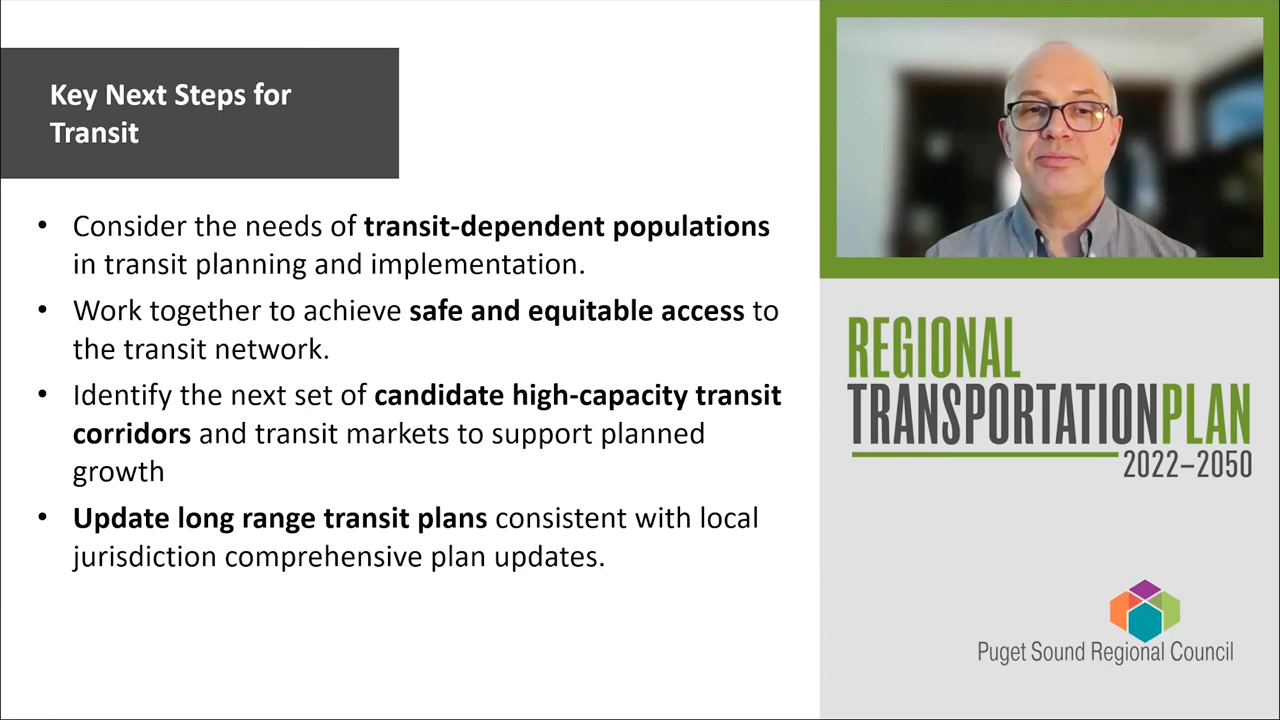 Key Next Steps for
Transit
• Consider the needs of transit-dependent populations
in transit planning and implementation.
• Work together to achieve safe and equitable access to
the transit network.
• Identify the next set of candidate high-capacity transit
corridors and transit markets to support planned
growth
• Update long range transit plans consistent with local
jurisdiction comprehensive plan updates.
REGIONAL
TRANSPORTATIONPLAN
2022–2050
Puget Sound Regional Council